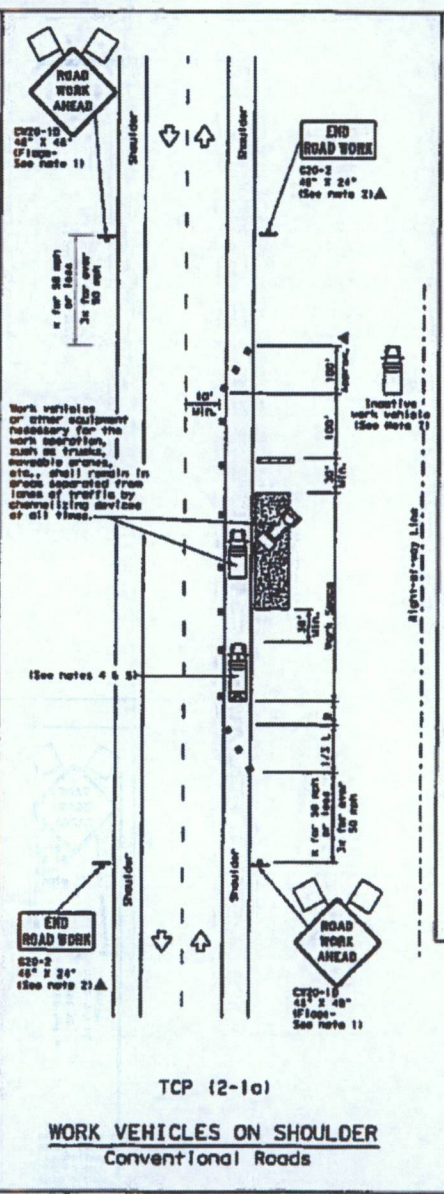 ROAD
WORK
AHEAD
CW20-1D
48" X 48"
(Flags-
See note 1)
Shoulder
Shoulder
END
ROAD WORK
G20-2
48" X 24"
(See note 2)▲
x for 50 mph
or less
3x for over
50 mph
100'
Approx. ▲
Inactive
work vehicle
10'
Min.
100'
Work vehicles
or other equipment
necessary for the
work operation,
such as trucks,
moveable cranes,
etc., shall remain in
areas separated from
lanes of traffic by
channelizing devices
at all times.
30'
Min.
Right-of-way Line
30'
Min.
Work Space
(See notes 4 & 5)
1/3 L
x for 50 mph
or less
3x for over
50 mph
Shoulder
Shoulder
END
ROAD WORK
G20-2
48" X 24"
(See note 2)▲
ROAD
WORK
AHEAD
CW20-1D
48" X 48"
(Flags-
See note 1)
TCP (2-1a)
WORK VEHICLES ON SHOULDER
Conventional Roads